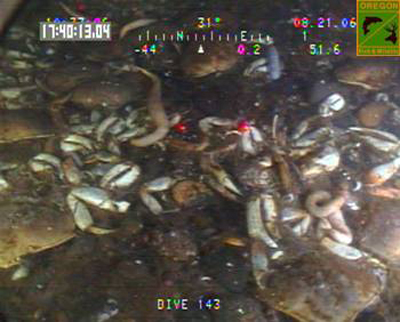 31° 08.21.06
17:40:13.04
N E 1
-44 0.2 51.6
OREGON
Fish & Wildlife
DIVE 143